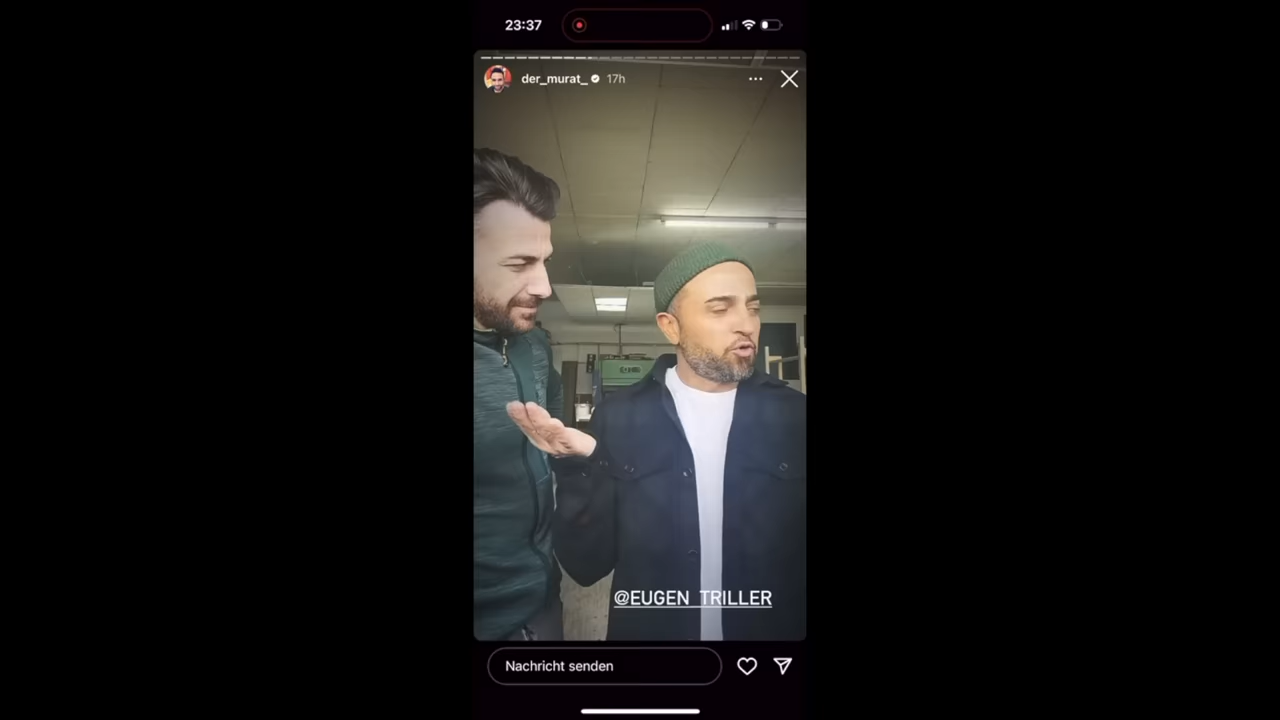 23:37
der_murat_ 17h
@EUGEN_TRILLER
Nachricht senden